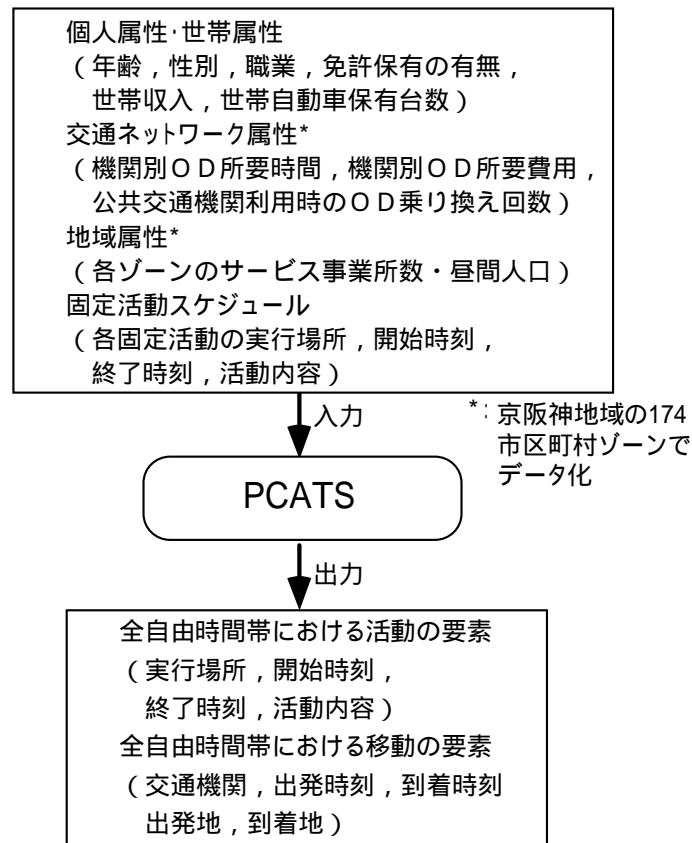 個人属性・世帯属性
（年齢，性別，職業，免許保有の有無，
世帯収入，世帯自動車保有台数）
交通ネットワーク属性*
（機関別ＯＤ所要時間，機関別ＯＤ所要費用，
公共交通機関利用時のＯＤ乗り換え回数）
地域属性*
（各ゾーンのサービス事業所数・昼間人口）
固定活動スケジュール
（各固定活動の実行場所，開始時刻，
終了時刻，活動内容）
入力
*：京阪神地域の174
市区町村ゾーンで
データ化
PCATS
出力
全自由時間帯における活動の要素
（実行場所，開始時刻，
終了時刻，活動内容）
全自由時間帯における移動の要素
（交通機関，出発時刻，到着時刻
出発地，到着地）